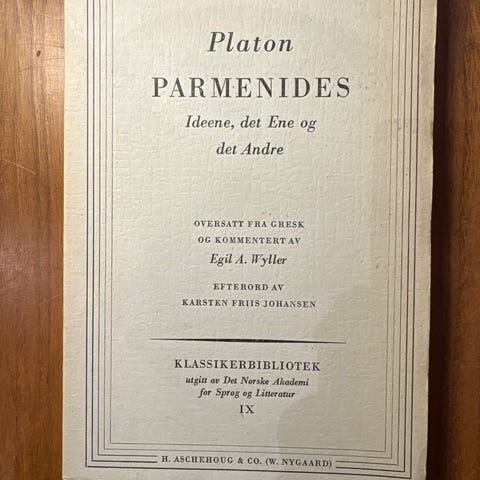 Platon
PARMENIDES
Ideene, det Ene og
det Andre
OVERSATT FRA GRESK
OG KOMMENTERT AV
Egil A. Wyller
EFTERORD AV
KARSTEN FRIIS JOHANSEN
KLASSIKERBIBLIOTEK
utgitt av Det Norske Akademi
for Sprog og Litteratur
IX
H. ASCHEHOUG & CO. (W. NYGAARD)